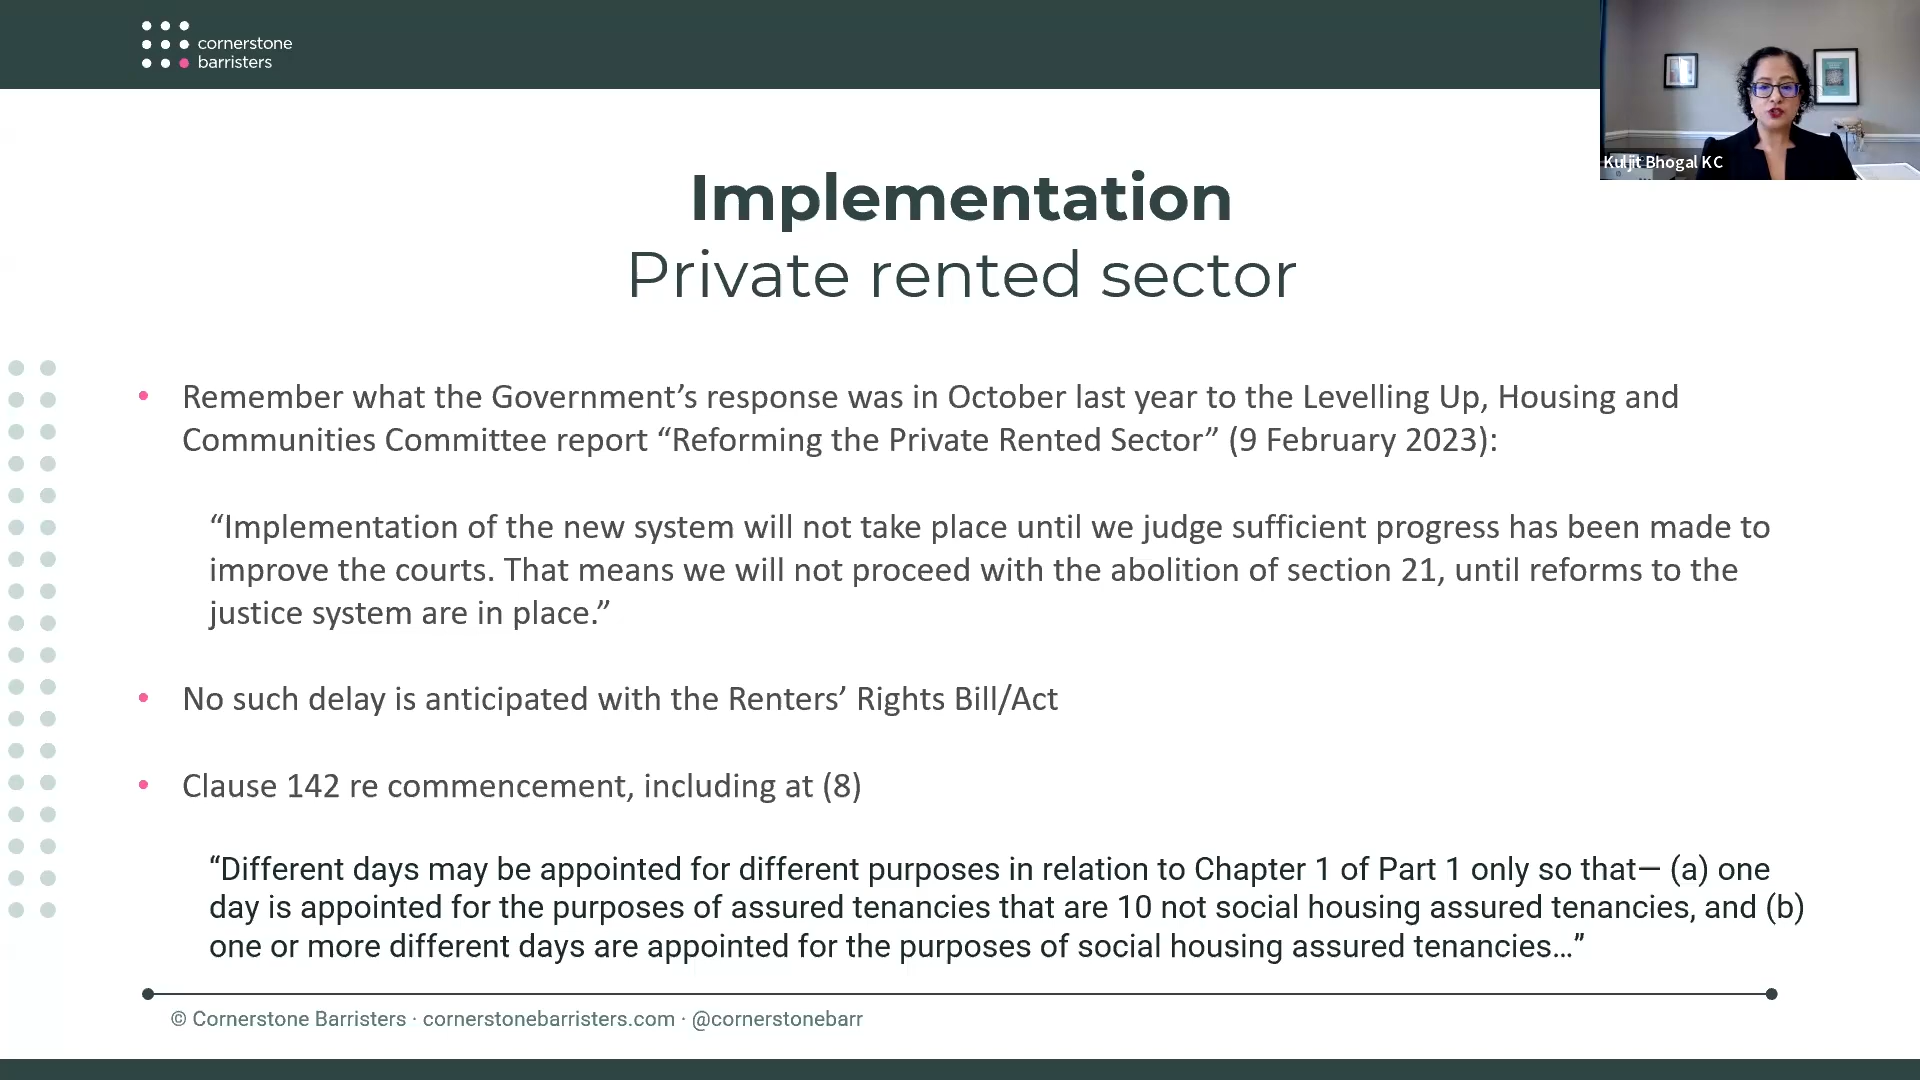 cornerstone
barristers
Kuljit Bhogal KC
Implementation
Private rented sector
• Remember what the Government’s response was in October last year to the Levelling Up, Housing and
Communities Committee report “Reforming the Private Rented Sector” (9 February 2023):
“Implementation of the new system will not take place until we judge sufficient progress has been made to
improve the courts. That means we will not proceed with the abolition of section 21, until reforms to the
justice system are in place.”
• No such delay is anticipated with the Renters’ Rights Bill/Act
• Clause 142 re commencement, including at (8)
“Different days may be appointed for different purposes in relation to Chapter 1 of Part 1 only so that— (a) one
day is appointed for the purposes of assured tenancies that are 10 not social housing assured tenancies, and (b)
one or more different days are appointed for the purposes of social housing assured tenancies…”
© Cornerstone Barristers · cornerstonebarristers.com · @cornerstonebarr